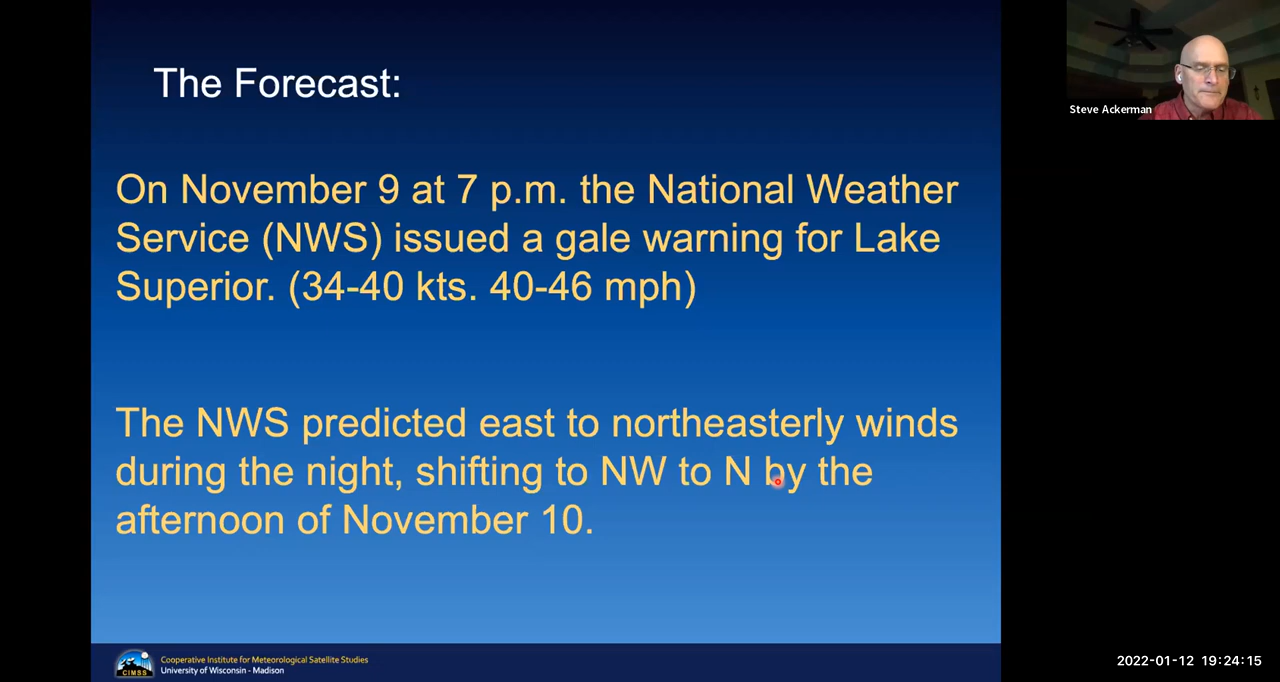 The Forecast:
On November 9 at 7 p.m. the National Weather
Service (NWS) issued a gale warning for Lake
Superior. (34-40 kts. 40-46 mph)
The NWS predicted east to northeasterly winds
during the night, shifting to NW to N by the
afternoon of November 10.
CIMSS
Cooperative Institute for Meteorological Satellite Studies
University of Wisconsin - Madison
Steve Ackerman
2022-01-12 19:24:15